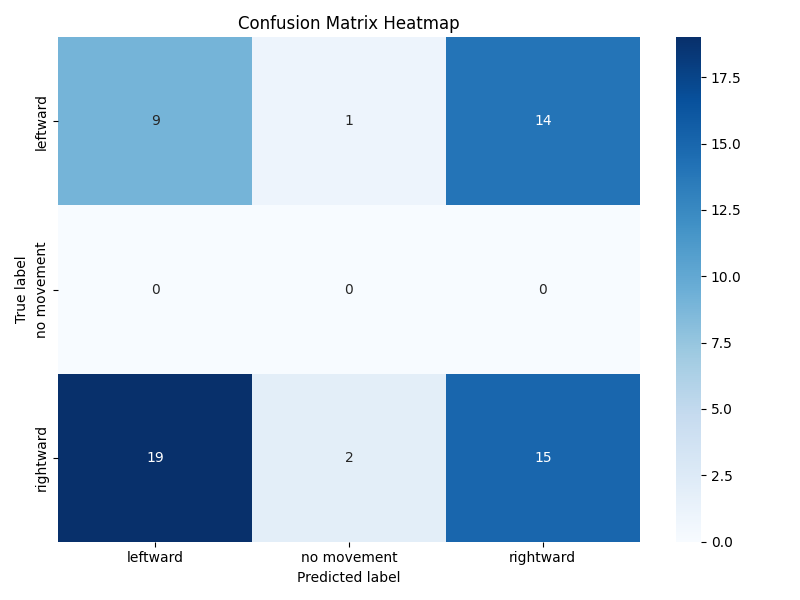 Confusion Matrix Heatmap
leftward
no movement
rightward
True label
9 1 14
0 0 0
19 2 15
leftward no movement rightward
Predicted label
17.5
15.0
12.5
10.0
7.5
5.0
2.5
0.0